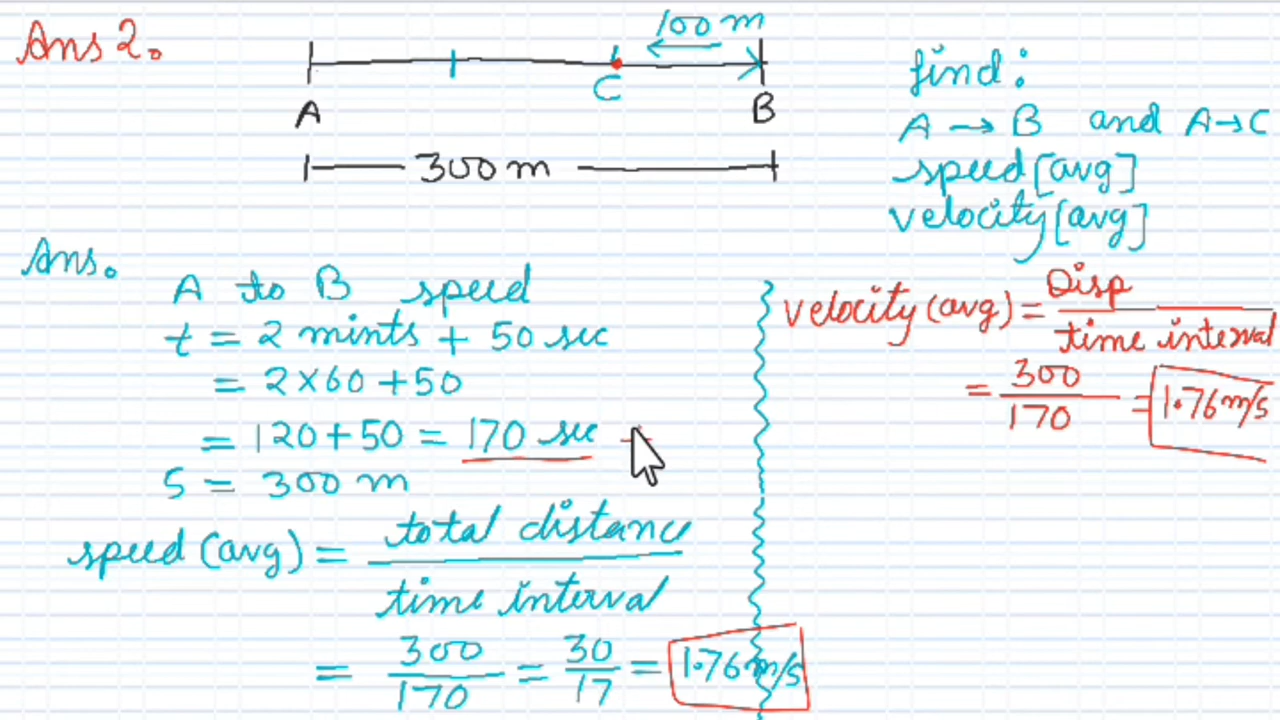 Ans 2.
100 m
C
A
B
300 m
find:
A → B and A→C
speed [avg]
velocity [avg]
Ans.
A to B speed
t = 2 mints + 50 sec
= 2×60 +50
= 120+50 = 170 sec
S = 300 m
speed (avg) = total distance
time interval
= 300/170 = 30/17 = 1.76 m/s
velocity (avg) = Disp
time interval
= 300/170 = 1.76 m/s